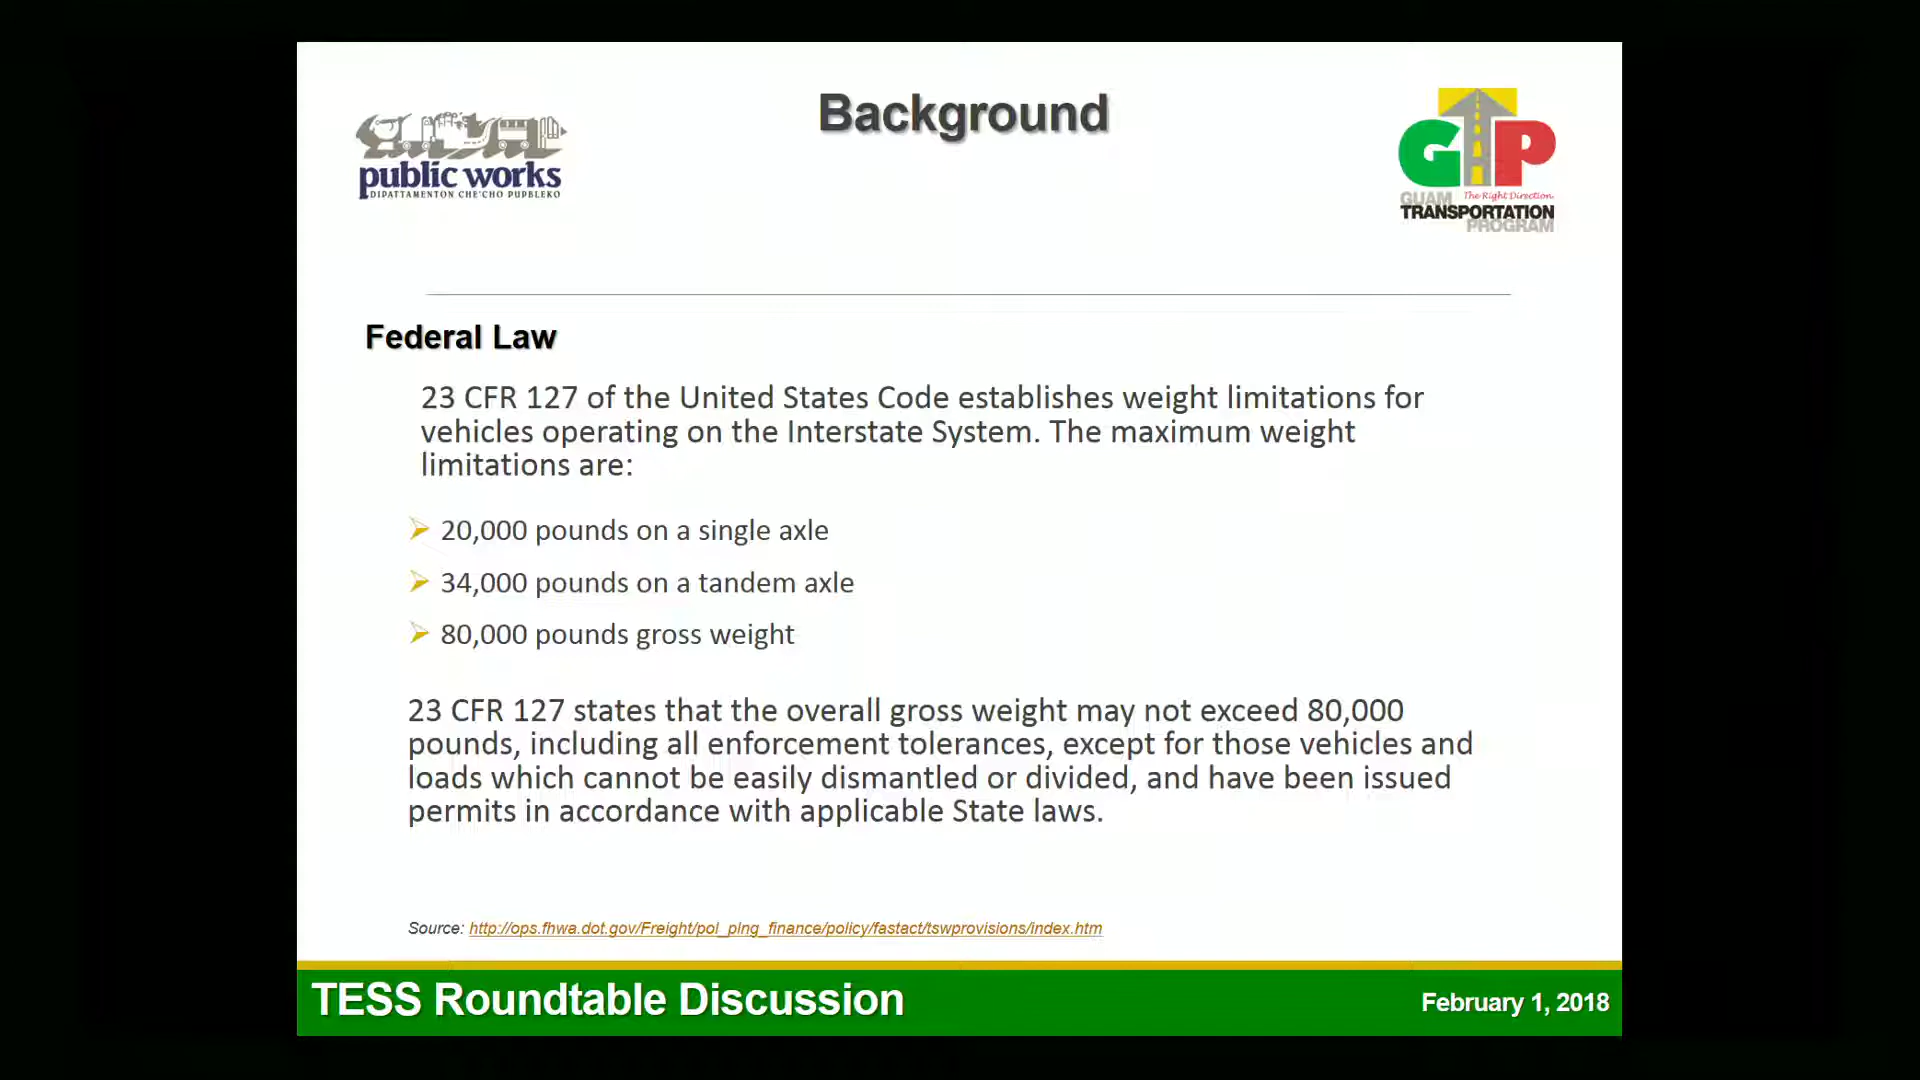 Background
public works
DIPATTAMENTON CHE'CHO PUPBLEKO
GTP
The Right Direction
GUAM
TRANSPORTATION
PROGRAM
Federal Law
23 CFR 127 of the United States Code establishes weight limitations for
vehicles operating on the Interstate System. The maximum weight
limitations are:
20,000 pounds on a single axle
34,000 pounds on a tandem axle
80,000 pounds gross weight
23 CFR 127 states that the overall gross weight may not exceed 80,000
pounds, including all enforcement tolerances, except for those vehicles and
loads which cannot be easily dismantled or divided, and have been issued
permits in accordance with applicable State laws.
Source: http://ops.fhwa.dot.gov/Freight/pol_plng_finance/policy/fastact/tswprovisions/index.htm
TESS Roundtable Discussion
February 1, 2018